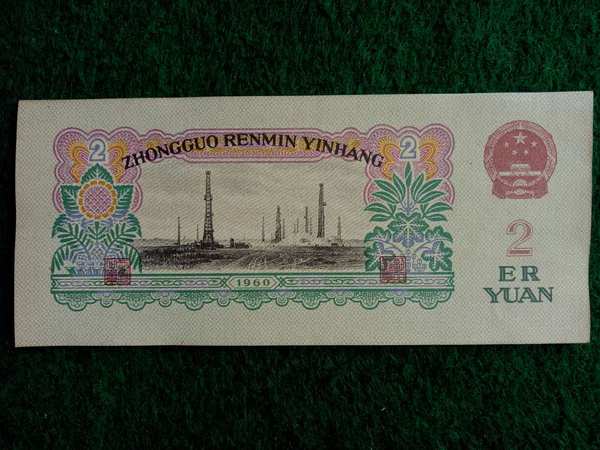 2 ZHONGGUO RENMIN YINHANG 2
1960
2
ER
YUAN